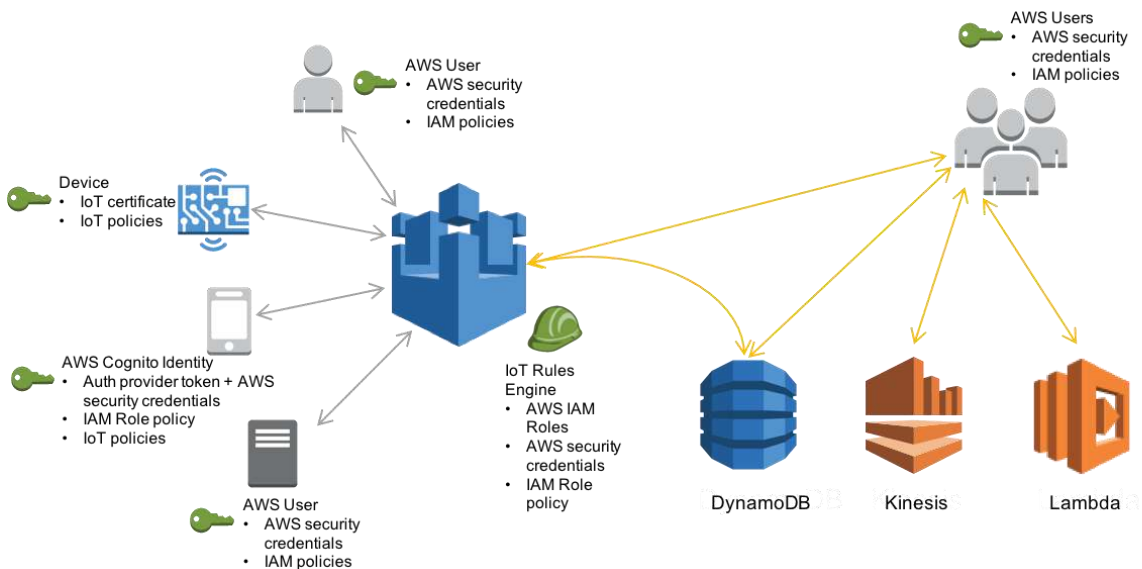 AWS Users
• AWS security
credentials
• IAM policies
AWS User
• AWS security
credentials
• IAM policies
Device
• IoT certificate
• IoT policies
AWS Cognito Identity
• Auth provider token + AWS
security credentials
• IAM Role policy
• IoT policies
IoT Rules
Engine
• AWS IAM
Roles
• AWS security
credentials
• IAM Role
policy
AWS User
• AWS security
credentials
• IAM policies
DynamoDB
Kinesis
Lambda